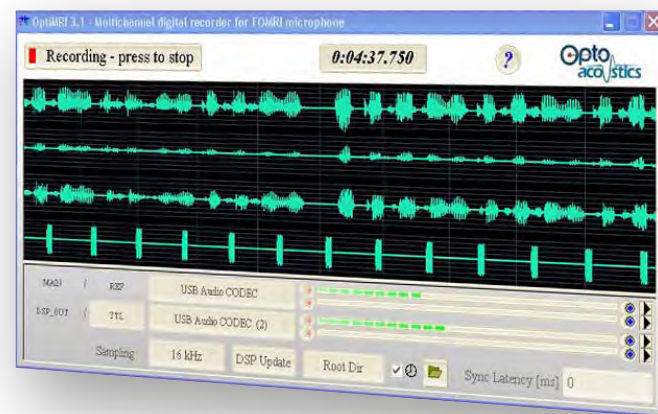 OptiMRI 3.1 - Multichannel digital recorder for FOMRI microphone
Recording - press to stop
0:04:37.750
?
Opto
acoustics
MAIN / REF
USB Audio CODEC
DSP_OUT / TTL
USB Audio CODEC (2)
Sampling
16 kHz
DSP Update
Root Dir
Sync Latency [ms]
0